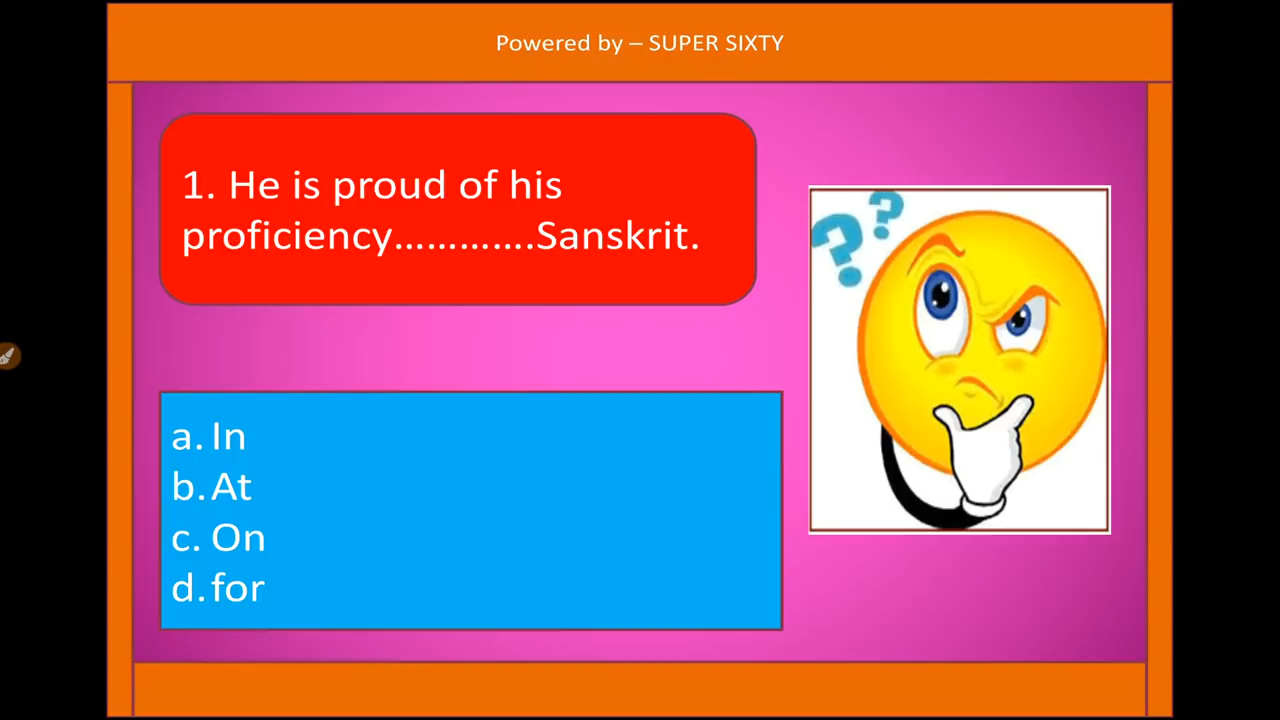 Powered by – SUPER SIXTY
1. He is proud of his
proficiency.............Sanskrit.
a. In
b. At
c. On
d. for